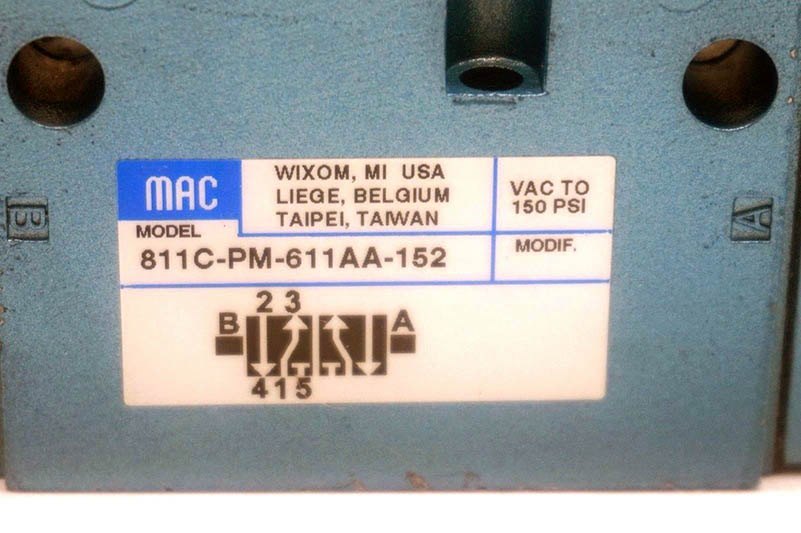 MAC
WIXOM, MI USA
LIEGE, BELGIUM
TAIPEI, TAIWAN
VAC TO
150 PSI
MODEL
811C-PM-611AA-152
MODIF.
2 3
B A
4 1 5
B
A